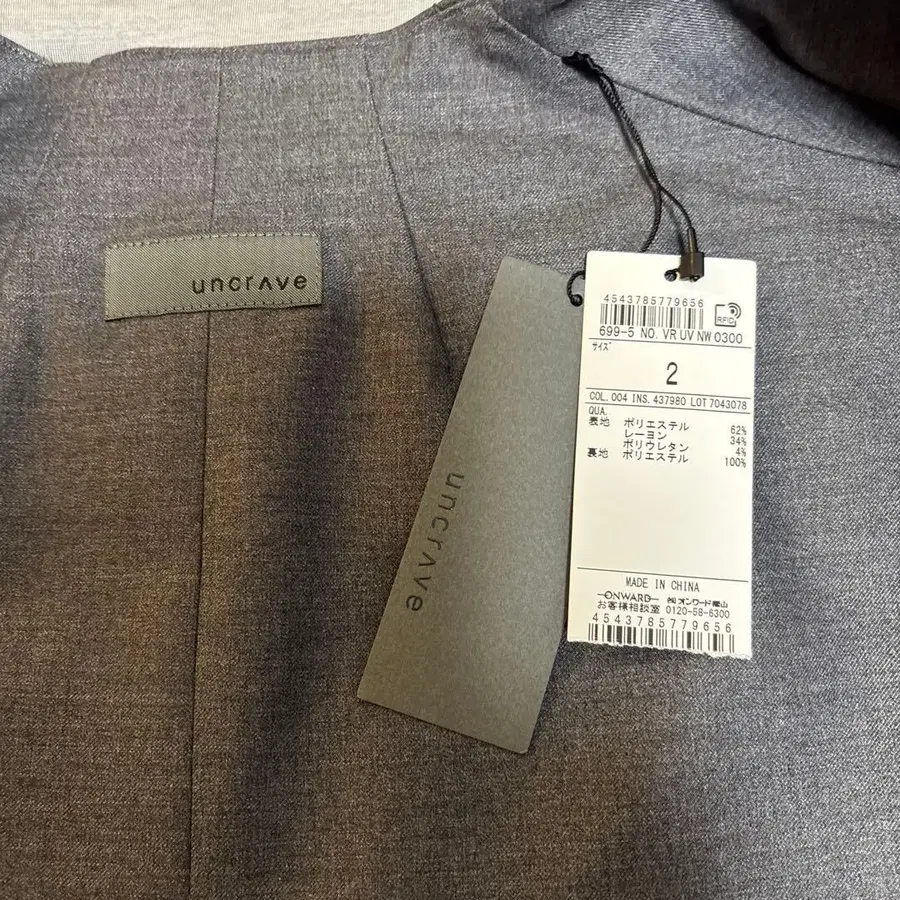 uncrʌve
uncrʌve
4543785779656
RFID
699-5 NO. VR UV NW 0300
サイズ
2
COL. 004 INS. 437980 LOT 7043078
QUA.
表地 ポリエステル 62%
レーヨン 34%
ポリウレタン 4%
裏地 ポリエステル 100%
MADE IN CHINA
ONWARD ㈱オンワード樫山
お客様相談室 0120-58-6300
4543785779656